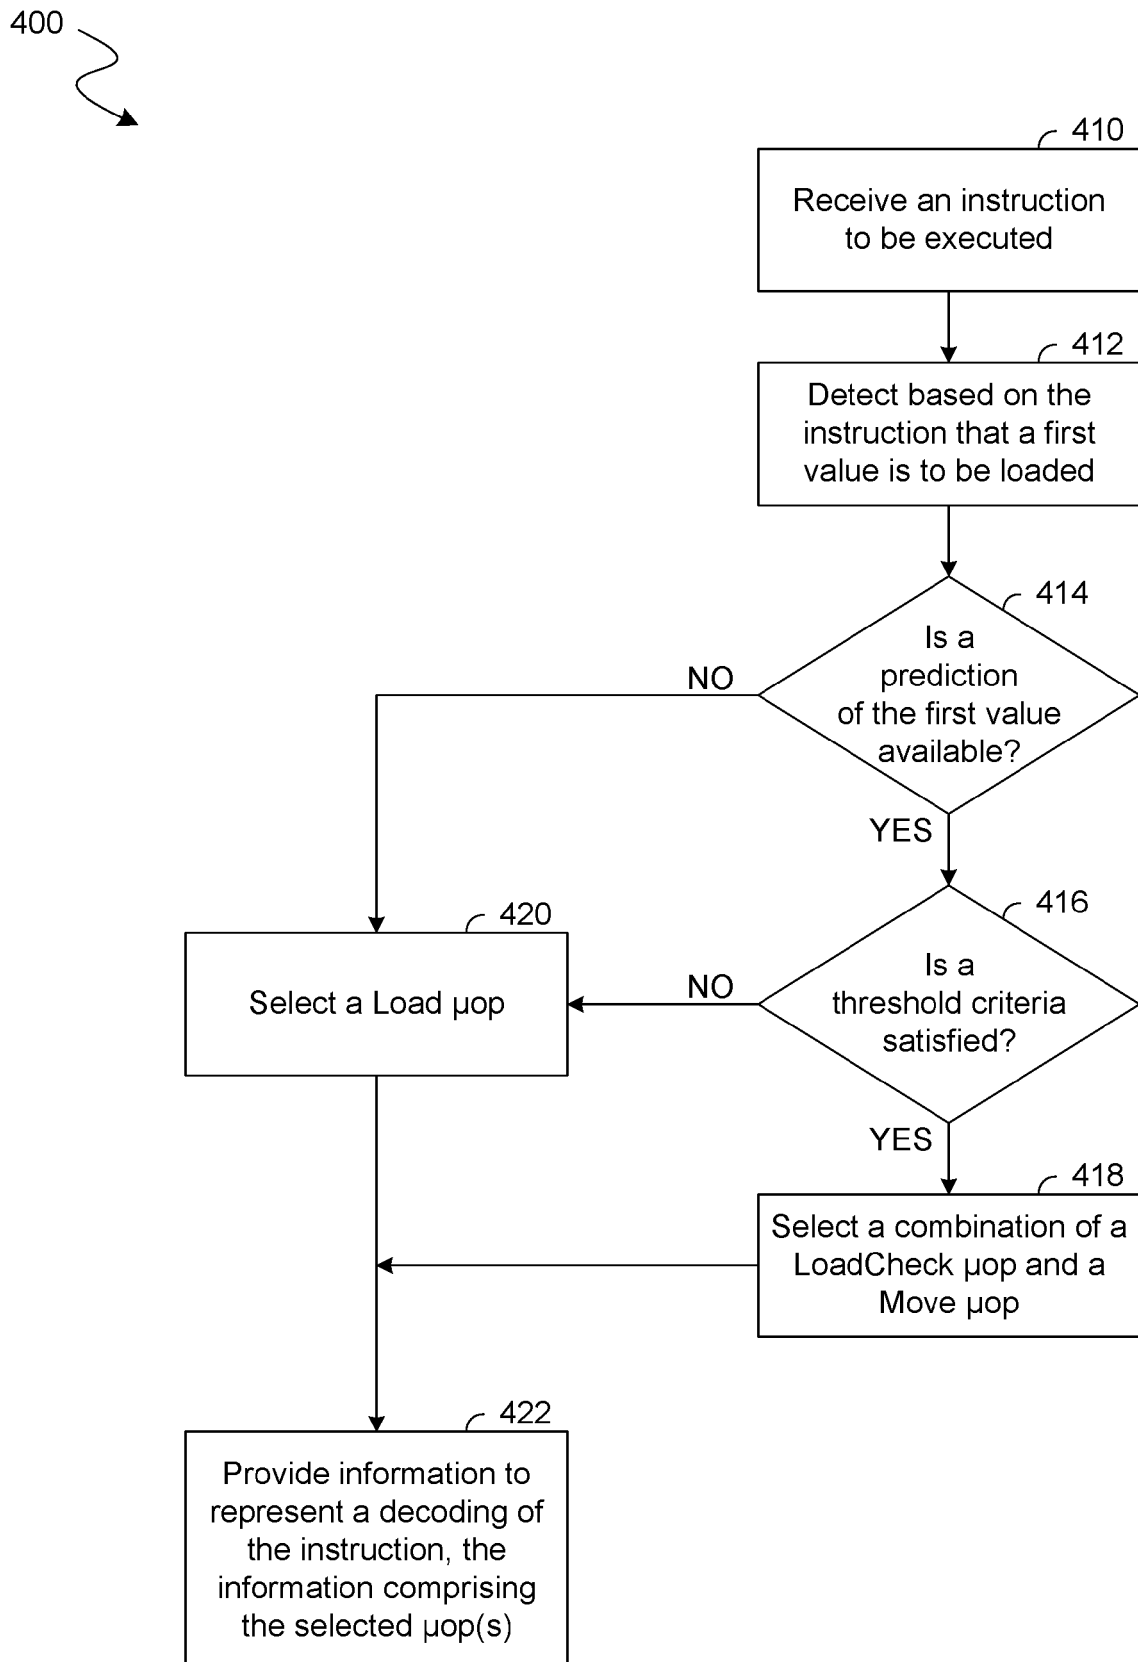 400
410
Receive an instruction
to be executed
412
Detect based on the
instruction that a first
value is to be loaded
414
Is a
prediction
of the first value
available?
NO
YES
416
Is a
threshold criteria
satisfied?
NO
YES
420
Select a Load µop
418
Select a combination of a
LoadCheck µop and a
Move µop
422
Provide information to
represent a decoding of
the instruction, the
information comprising
the selected µop(s)